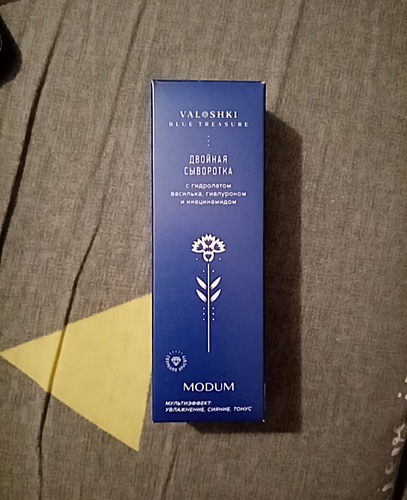 VALOSHKI
BLUE TREASURE
ДВОЙНАЯ
СЫВОРОТКА
С ГИДРОЛАТОМ
ВАСИЛЬКА, ГИАЛУРОНОМ
И НИАЦИНАМИДОМ
MODUM
МУЛЬТИЭФФЕКТ:
УВЛАЖНЕНИЕ, СИЯНИЕ, ТОНУС